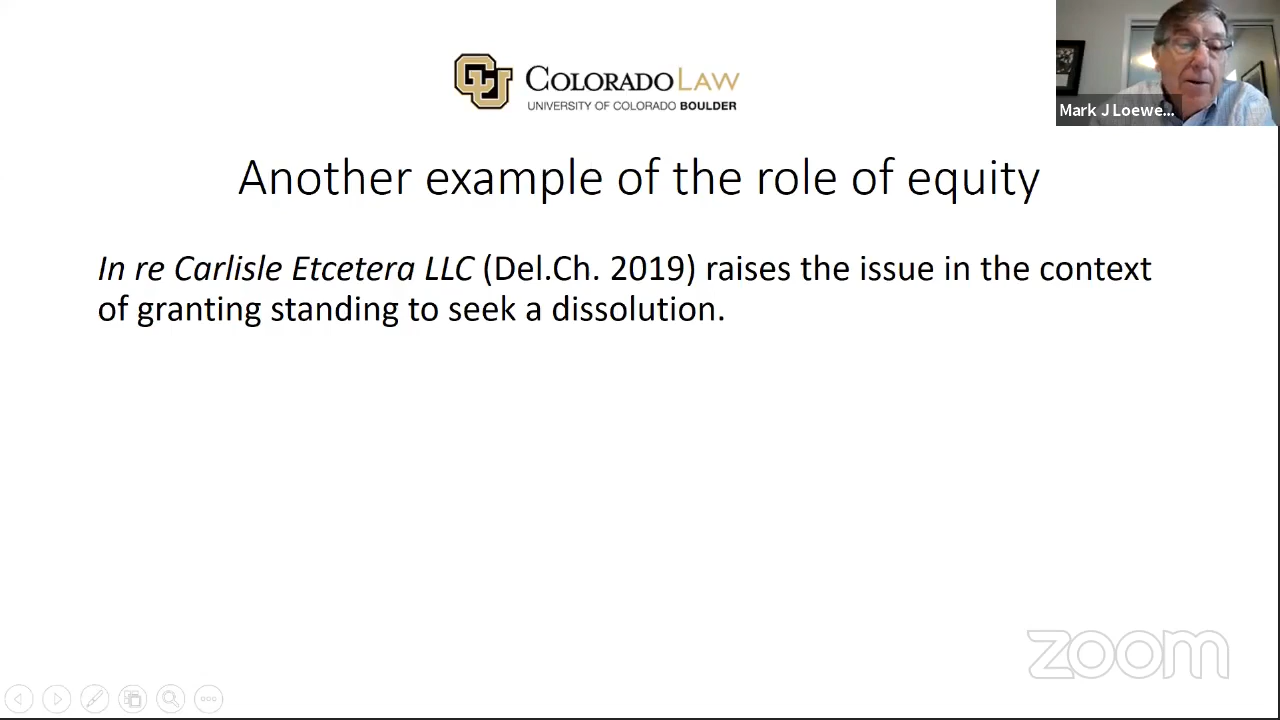 COLORADO LAW
UNIVERSITY OF COLORADO BOULDER
Mark J Loewe...
Another example of the role of equity
In re Carlisle Etcetera LLC (Del.Ch. 2019) raises the issue in the context
of granting standing to seek a dissolution.
zoom